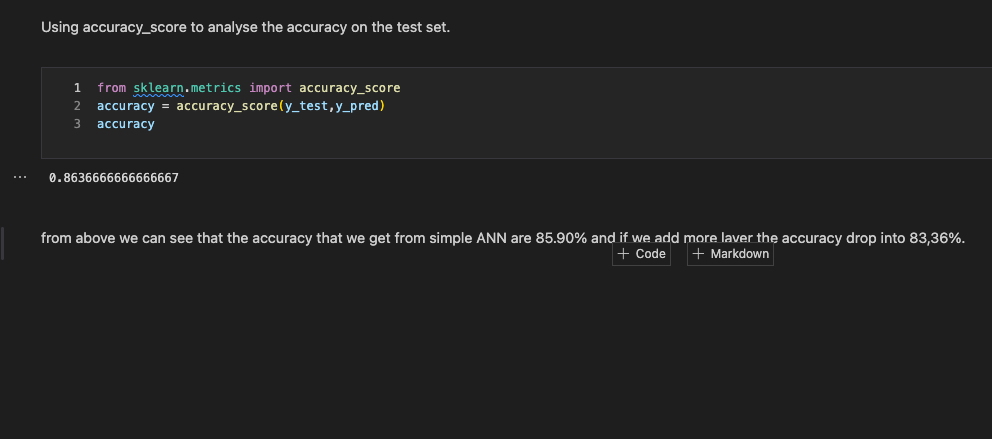 Using accuracy_score to analyse the accuracy on the test set.
1 from sklearn.metrics import accuracy_score
2 accuracy = accuracy_score(y_test,y_pred)
3 accuracy
... 0.8636666666666667
from above we can see that the accuracy that we get from simple ANN are 85.90% and if we add more layer the accuracy drop into 83,36%.
+ Code + Markdown